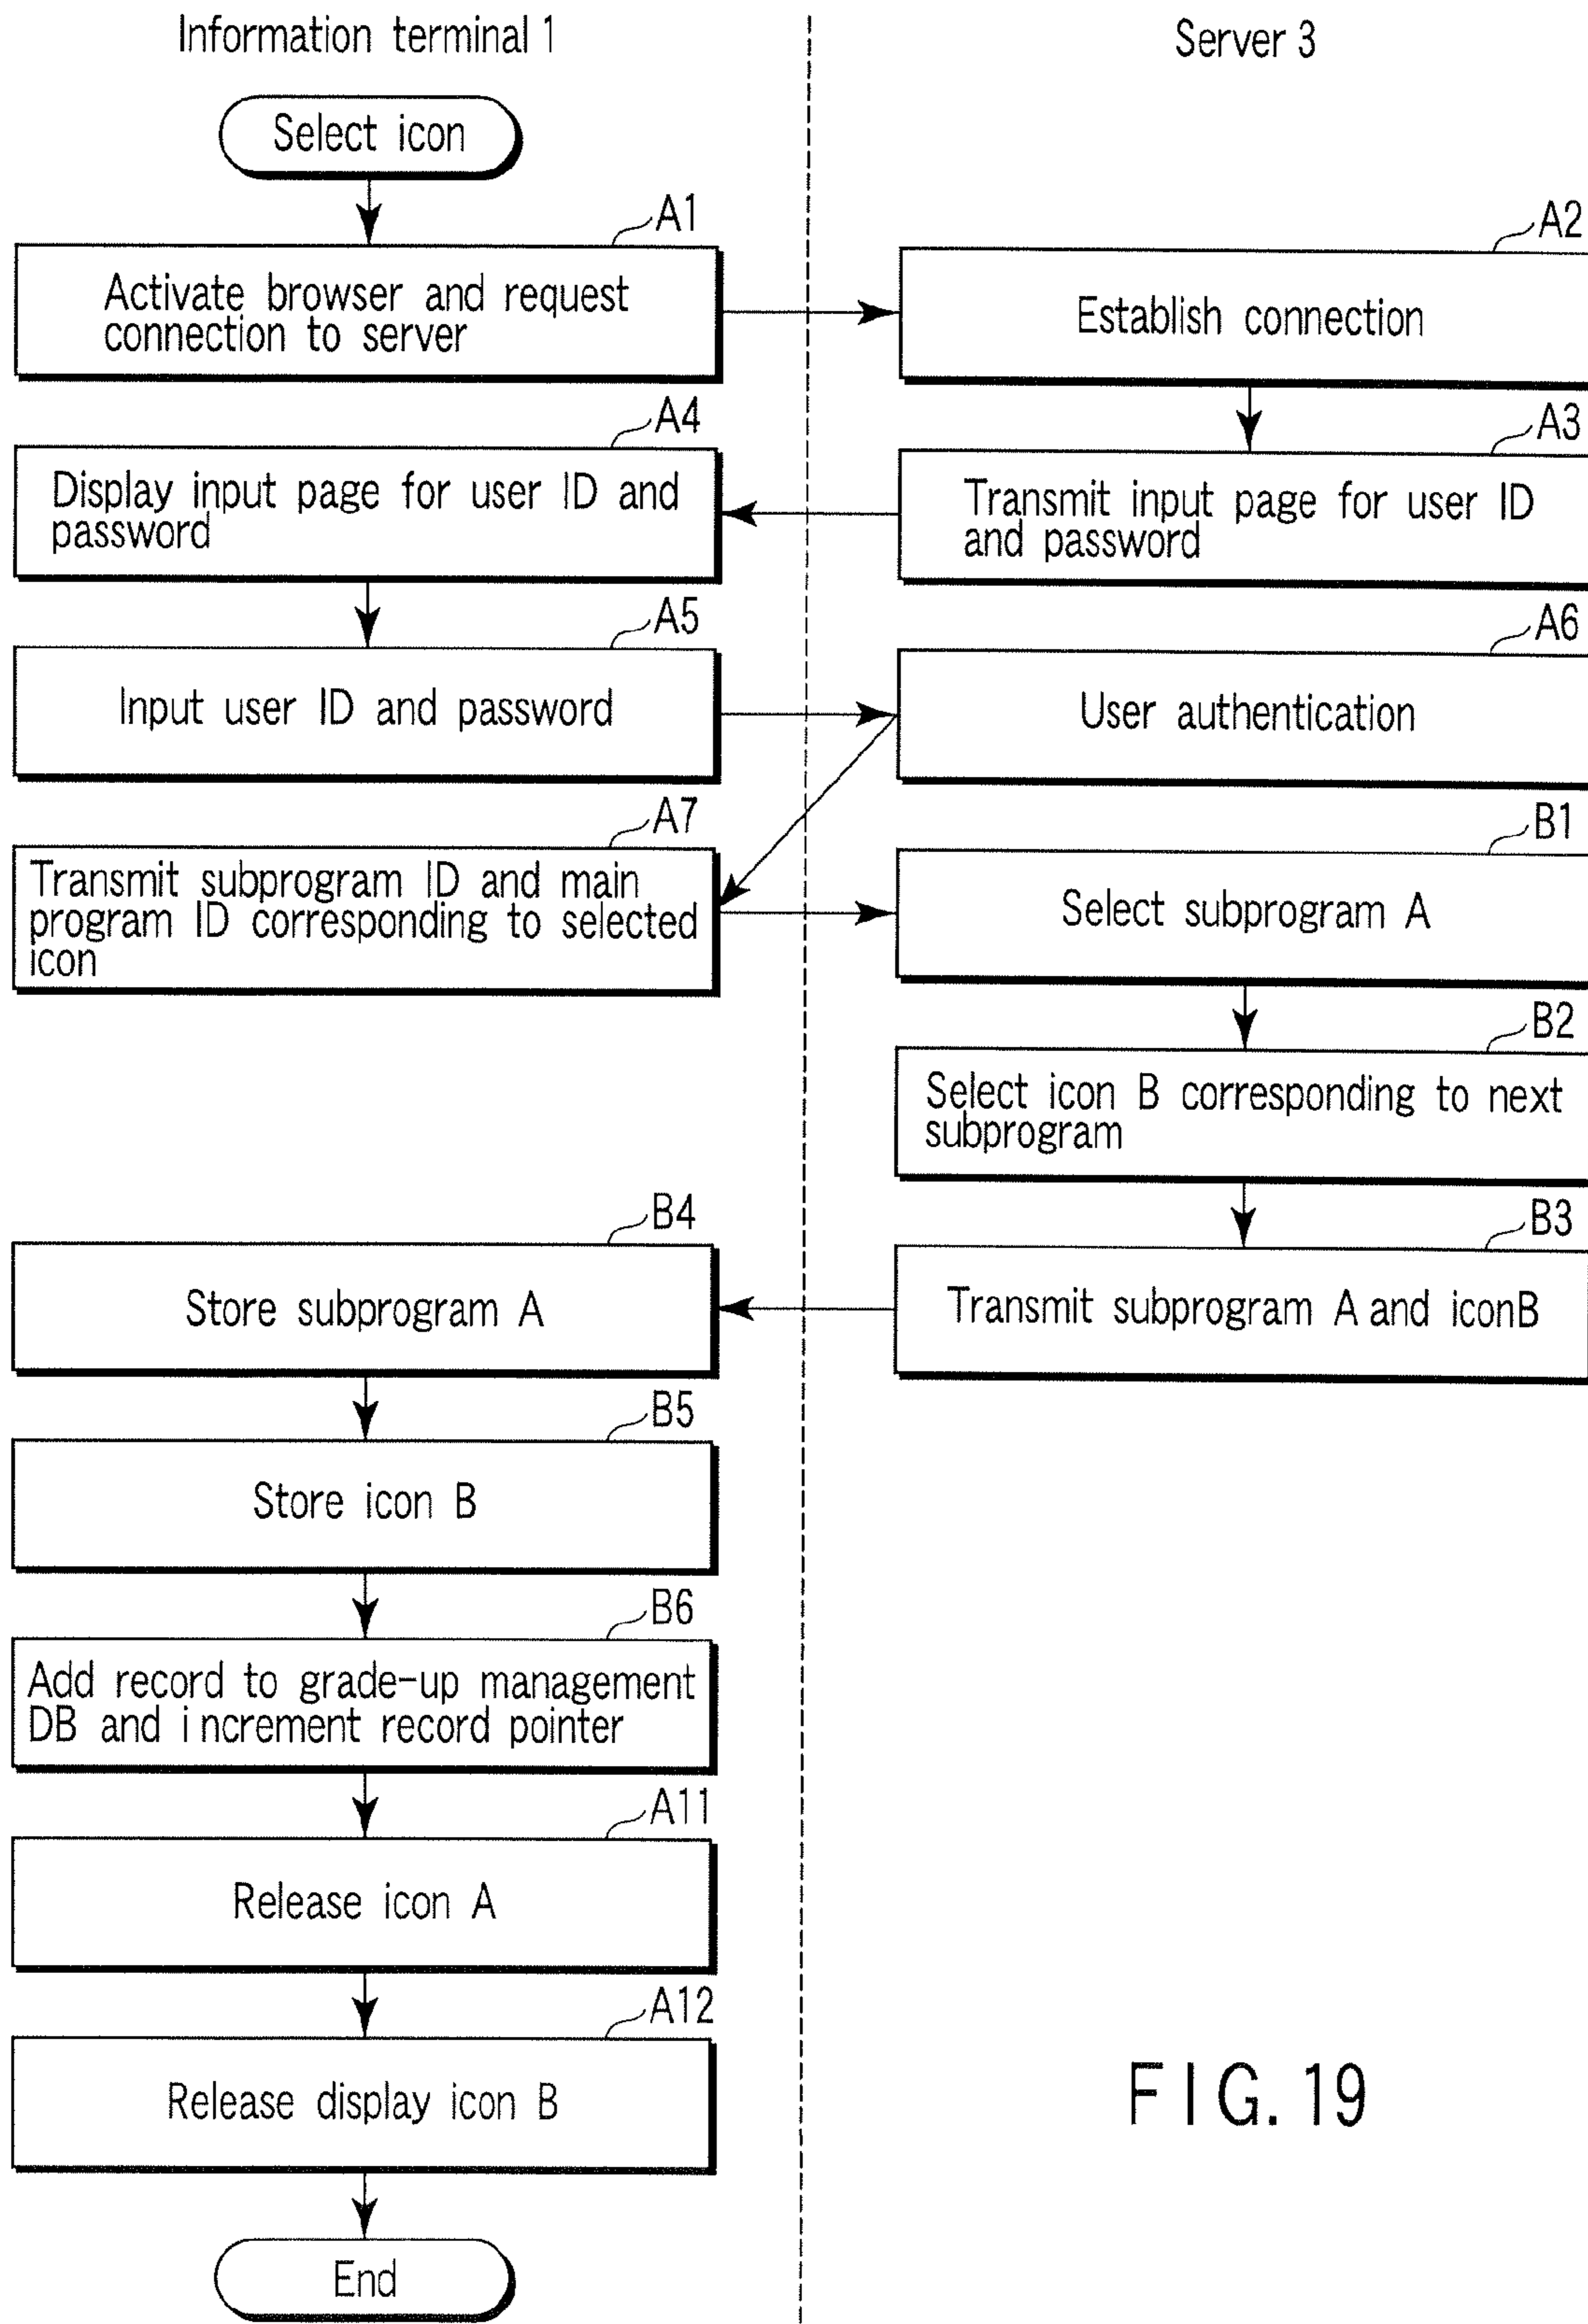 Information terminal 1
Server 3
Select icon
A1
Activate browser and request
connection to server
A2
Establish connection
A4
Display input page for user ID and
password
A3
Transmit input page for user ID
and password
A5
Input user ID and password
A6
User authentication
A7
Transmit subprogram ID and main
program ID corresponding to selected
icon
B1
Select subprogram A
B2
Select icon B corresponding to next
subprogram
B3
Transmit subprogram A and iconB
B4
Store subprogram A
B5
Store icon B
B6
Add record to grade-up management
DB and increment record pointer
A11
Release icon A
A12
Release display icon B
End
FIG. 19